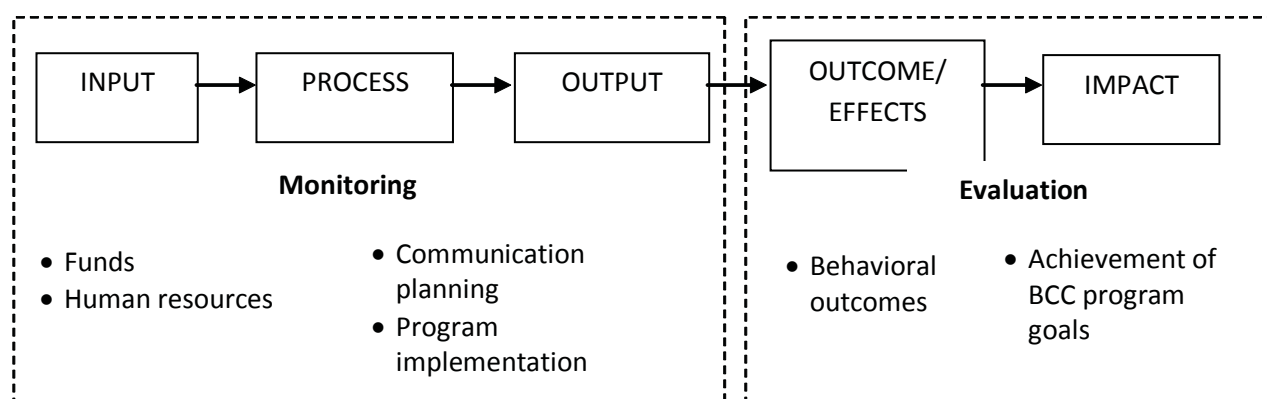 INPUT
PROCESS
OUTPUT
OUTCOME/
EFFECTS
IMPACT
Monitoring
Evaluation
• Funds
• Human resources
• Communication
planning
• Program
implementation
• Behavioral
outcomes
• Achievement of
BCC program
goals